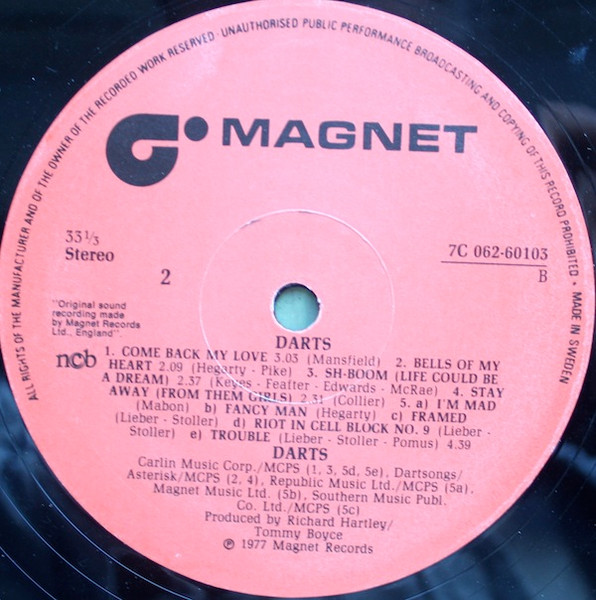 ALL RIGHTS OF THE MANUFACTURER AND OF THE OWNER OF THE RECORDED WORK RESERVED · UNAUTHORISED PUBLIC PERFORMANCE BROADCASTING AND COPYING OF THIS RECORD PROHIBITED • MADE IN SWEDEN
MAGNET
33⅓
Stereo
2
7C 062-60103
B
"Original sound
recording made
by Magnet Records
Ltd., England".
ncb
DARTS
1. COME BACK MY LOVE 3.03 (Mansfield) 2. BELLS OF MY
HEART 2.09 (Hegarty - Pike) 3. SH-BOOM (LIFE COULD BE
A DREAM) 2.37 (Keyes - Feaster - Edwards - McRae) 4. STAY
AWAY (FROM THEM GIRLS) 2.31 (Collier) 5. a) I'M MAD
(Mabon) b) FANCY MAN (Hegarty) c) FRAMED
(Lieber - Stoller) d) RIOT IN CELL BLOCK NO. 9 (Lieber -
Stoller) e) TROUBLE (Lieber - Stoller - Pomus) 4.39
DARTS
Carlin Music Corp./MCPS (1, 3, 5d, 5e), Dartsongs/
Asterisk/MCPS (2, 4), Republic Music Ltd./MCPS (5a),
Magnet Music Ltd. (5b), Southern Music Publ.
Co. Ltd./MCPS (5c)
Produced by Richard Hartley/
Tommy Boyce
℗ 1977 Magnet Records